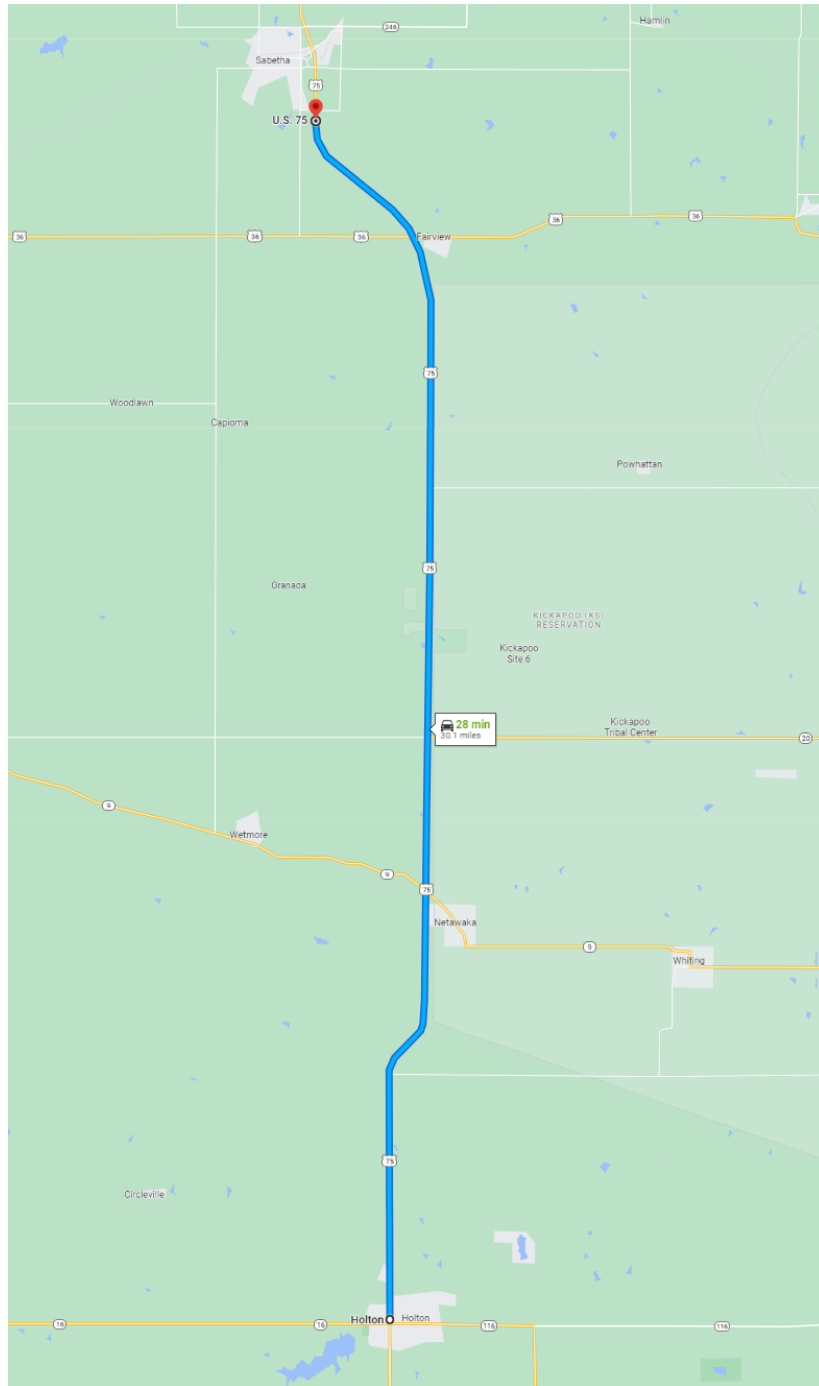 Hamlin
246
Sabetha
75
U.S. 75
36
36
36
36
36
Fairview
75
Woodlawn
Capioma
Powhattan
75
Granada
KICKAPOO (KS)
RESERVATION
Kickapoo
Site 6
28 min
30.1 miles
Kickapoo
Tribal Center
20
9
Wetmore
9
75
Netawaka
9
Whiting
75
Circleville
Holton
Holton
16
16
116
116